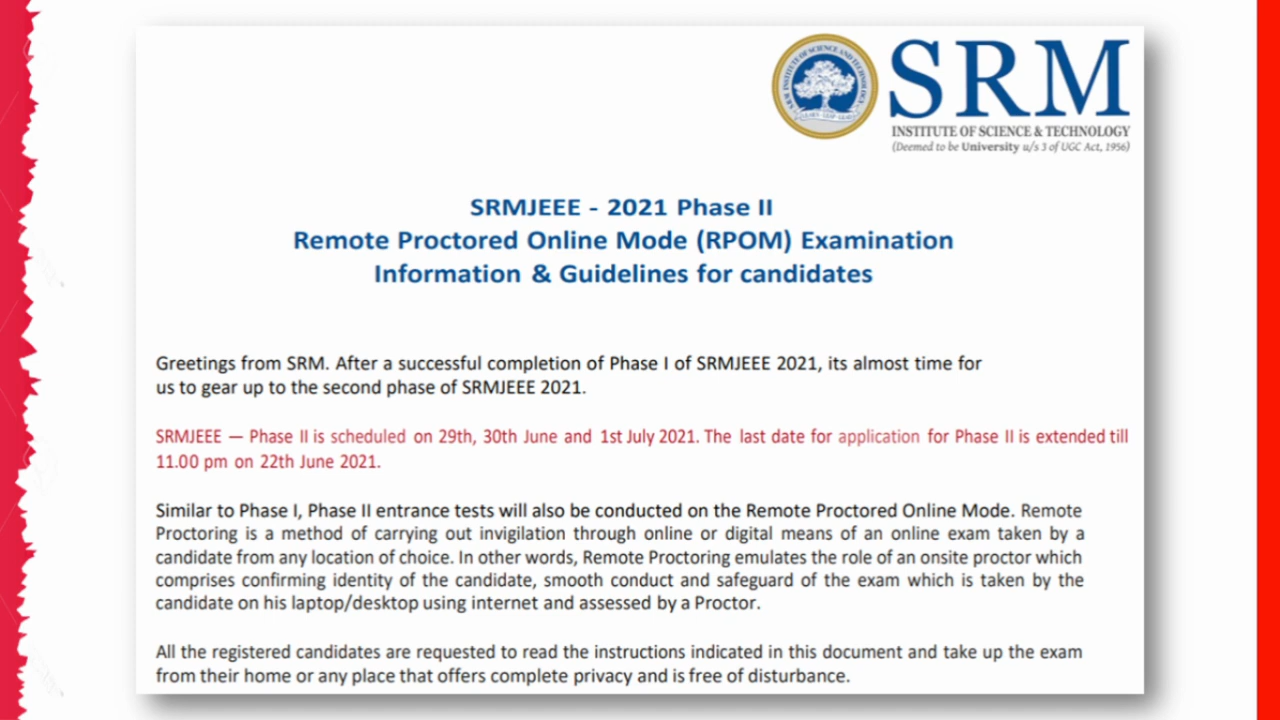 SRM INSTITUTE OF SCIENCE AND TECHNOLOGY
LEARN - LEAP - LEAD
SRM
INSTITUTE OF SCIENCE & TECHNOLOGY
(Deemed to be University u/s 3 of UGC Act, 1956)
SRMJEEE - 2021 Phase II
Remote Proctored Online Mode (RPOM) Examination
Information & Guidelines for candidates
Greetings from SRM. After a successful completion of Phase I of SRMJEEE 2021, its almost time for
us to gear up to the second phase of SRMJEEE 2021.
SRMJEEE — Phase II is scheduled on 29th, 30th June and 1st July 2021. The last date for application for Phase II is extended till
11.00 pm on 22th June 2021.
Similar to Phase I, Phase II entrance tests will also be conducted on the Remote Proctored Online Mode. Remote
Proctoring is a method of carrying out invigilation through online or digital means of an online exam taken by a
candidate from any location of choice. In other words, Remote Proctoring emulates the role of an onsite proctor which
comprises confirming identity of the candidate, smooth conduct and safeguard of the exam which is taken by the
candidate on his laptop/desktop using internet and assessed by a Proctor.
All the registered candidates are requested to read the instructions indicated in this document and take up the exam
from their home or any place that offers complete privacy and is free of disturbance.